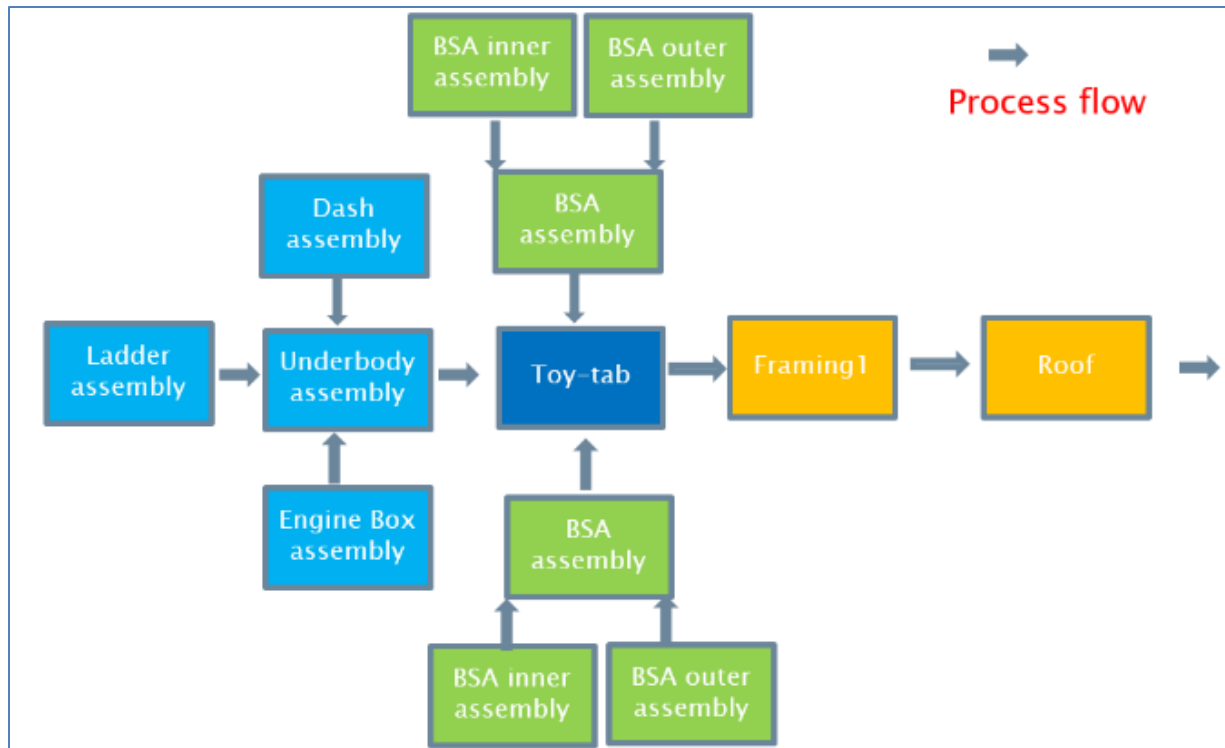 BSA inner
assembly
BSA outer
assembly
Process flow
Dash
assembly
BSA
assembly
Ladder
assembly
Underbody
assembly
Toy-tab
Framing1
Roof
Engine Box
assembly
BSA
assembly
BSA inner
assembly
BSA outer
assembly